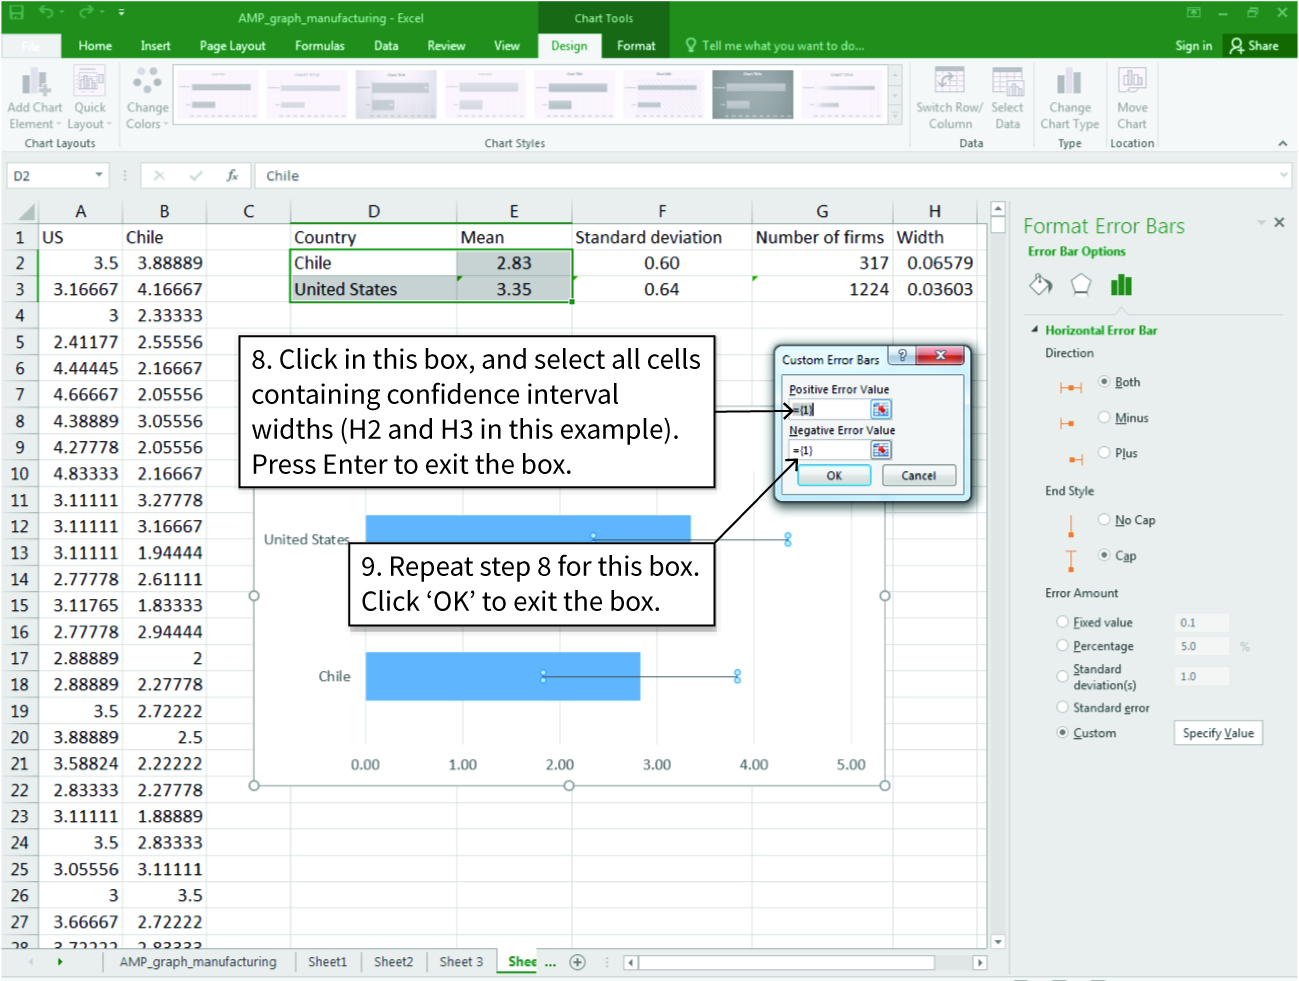 AMP_graph_manufacturing - Excel
Chart Tools
File Home Insert Page Layout Formulas Data Review View Design Format Tell me what you want to do... Sign in Share
Add Chart Element
Quick Layout
Change Colors
Switch Row/ Column
Select Data
Change Chart Type
Move Chart
Chart Layouts Chart Styles Data Type Location
D2 fx Chile
A B C D E F G H
1 US Chile Country Mean Standard deviation Number of firms Width
2 3.5 3.88889 Chile 2.83 0.60 317 0.06579
3 3.16667 4.16667 United States 3.35 0.64 1224 0.03603
4 3 2.33333
5 2.41177 2.55556
6 4.44445 2.16667
7 4.66667 2.05556
8 4.38889 3.05556
9 4.27778 2.05556
10 4.83333 2.16667
11 3.11111 3.27778
12 3.11111 3.16667
13 3.11111 1.94444
14 2.77778 2.61111
15 3.11765 1.83333
16 2.77778 2.94444
17 2.88889 2
18 2.88889 2.27778
19 3.5 2.72222
20 3.88889 2.5
21 3.58824 2.22222
22 2.83333 2.27778
23 3.11111 1.88889
24 3.5 2.83333
25 3.05556 3.11111
26 3 3.5
27 3.66667 2.72222
28 3.72222 2.83333
8. Click in this box, and select all cells
containing confidence interval
widths (H2 and H3 in this example).
Press Enter to exit the box.
Custom Error Bars ?
Positive Error Value
={1}
Negative Error Value
={1}
OK Cancel
United States
9. Repeat step 8 for this box.
Click ‘OK’ to exit the box.
Chile
0.00 1.00 2.00 3.00 4.00 5.00
Format Error Bars
Error Bar Options
Horizontal Error Bar
Direction
Both
Minus
Plus
End Style
No Cap
Cap
Error Amount
Fixed value 0.1
Percentage 5.0 %
Standard
deviation(s) 1.0
Standard error
Custom Specify Value
AMP_graph_manufacturing Sheet1 Sheet2 Sheet 3 Shee ...